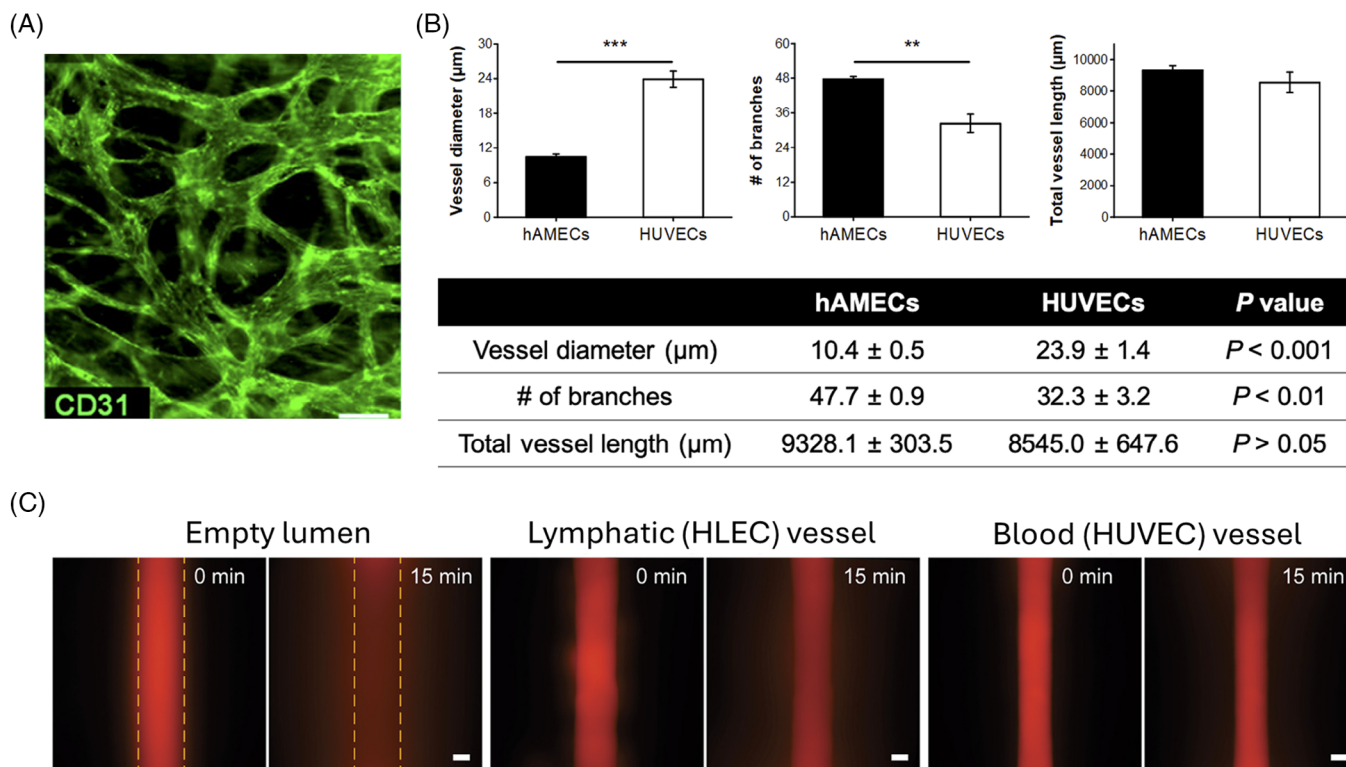 (A)
CD31
(B)
Vessel diameter (µm)
30
24
18
12
6
0
***
hAMECs HUVECs
# of branches
60
48
36
24
12
0
**
hAMECs HUVECs
Total vessel length (µm)
10000
8000
6000
4000
2000
0
hAMECs HUVECs
hAMECs HUVECs P value
Vessel diameter (µm) 10.4 ± 0.5 23.9 ± 1.4 P < 0.001
# of branches 47.7 ± 0.9 32.3 ± 3.2 P < 0.01
Total vessel length (µm) 9328.1 ± 303.5 8545.0 ± 647.6 P > 0.05
(C)
Empty lumen
0 min 15 min
Lymphatic (HLEC) vessel
0 min 15 min
Blood (HUVEC) vessel
0 min 15 min